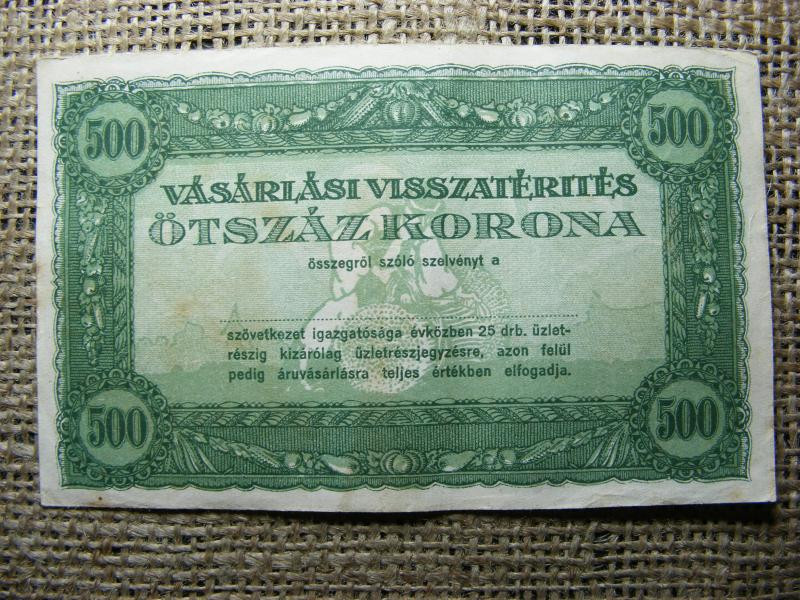 500 500
VÁSÁRLÁSI VISSZATÉRITÉS
ÖTSZÁZ KORONA
összegről szóló szelvényt a
szövetkezet igazgatósága évközben 25 drb. üzlet-
részig kizárólag üzletrészjegyzésre, azon felül
pedig áruvásárlásra teljes értékben elfogadja.
500 500